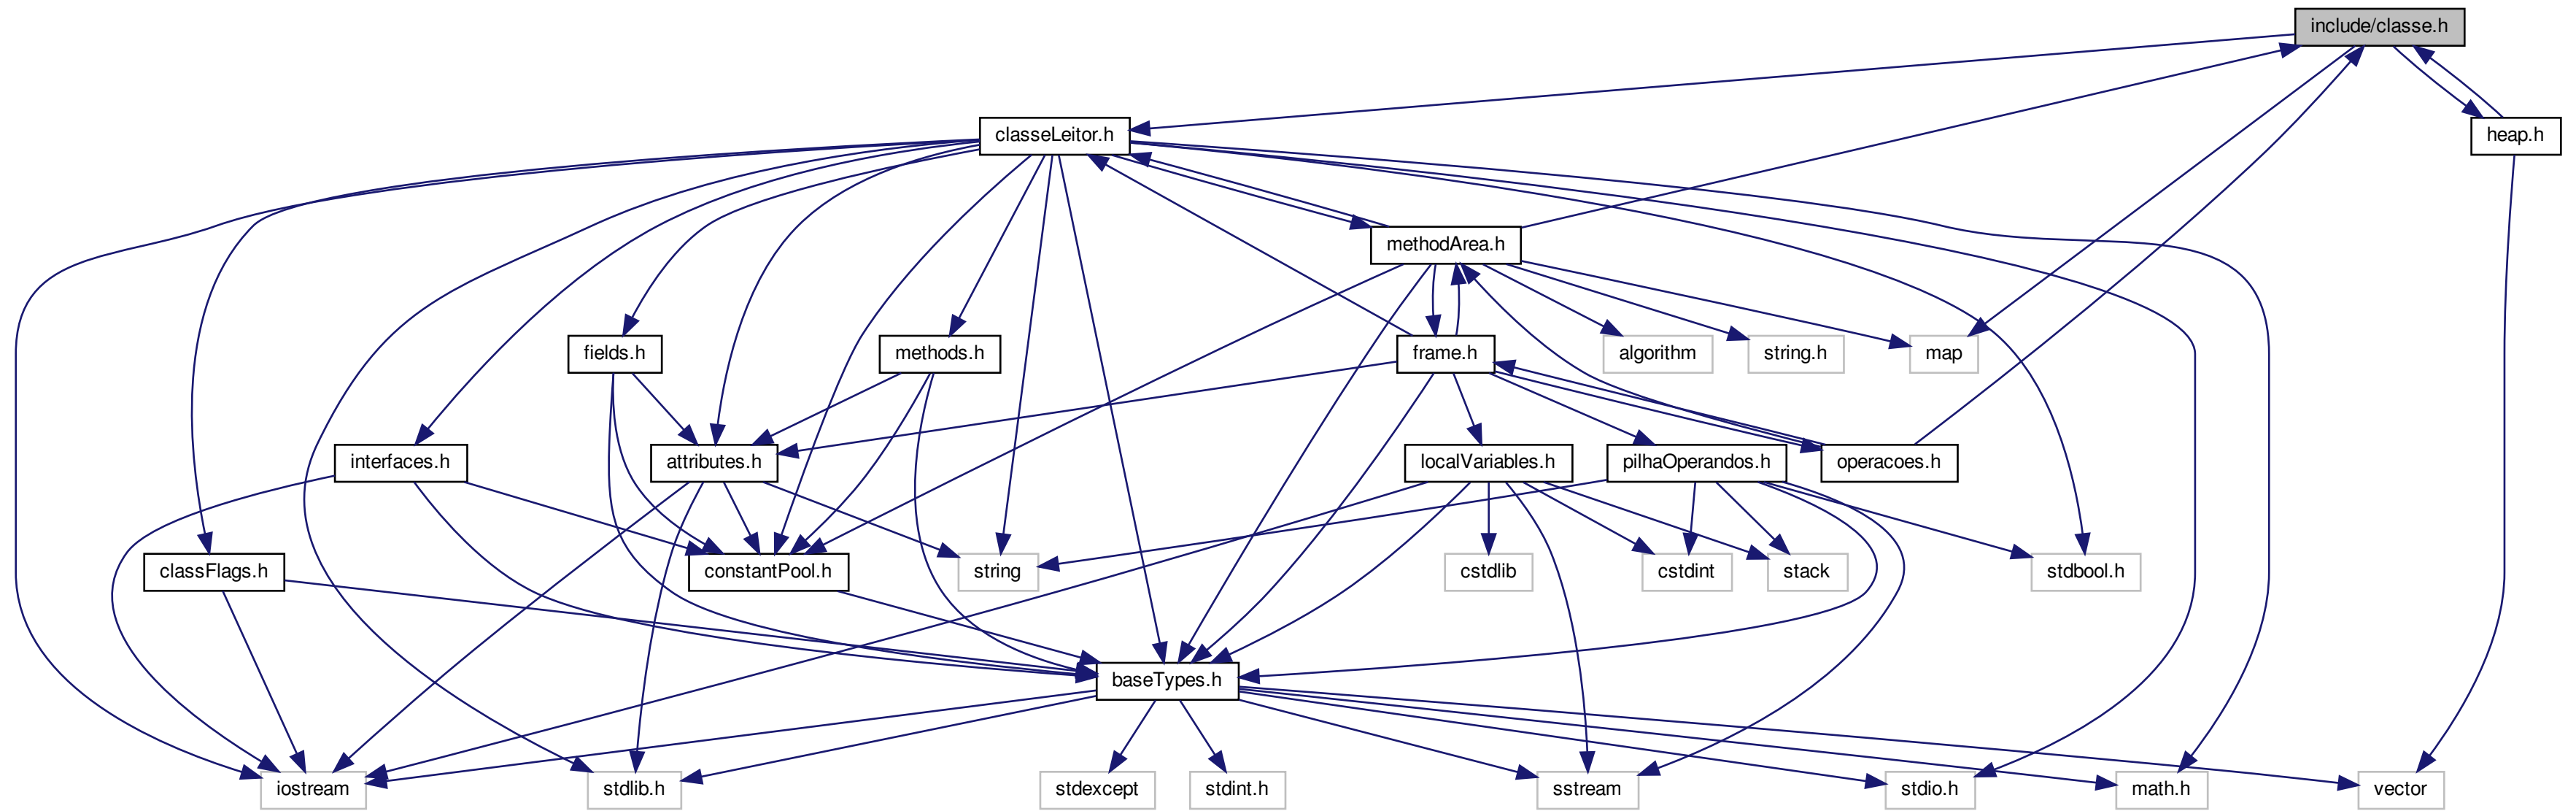 include/classe.h
classeLeitor.h
heap.h
methodArea.h
fields.h
methods.h
frame.h
algorithm
string.h
map
interfaces.h
attributes.h
localVariables.h
pilhaOperandos.h
operacoes.h
classFlags.h
constantPool.h
string
cstdlib
cstdint
stack
stdbool.h
baseTypes.h
iostream
stdlib.h
stdexcept
stdint.h
sstream
stdio.h
math.h
vector